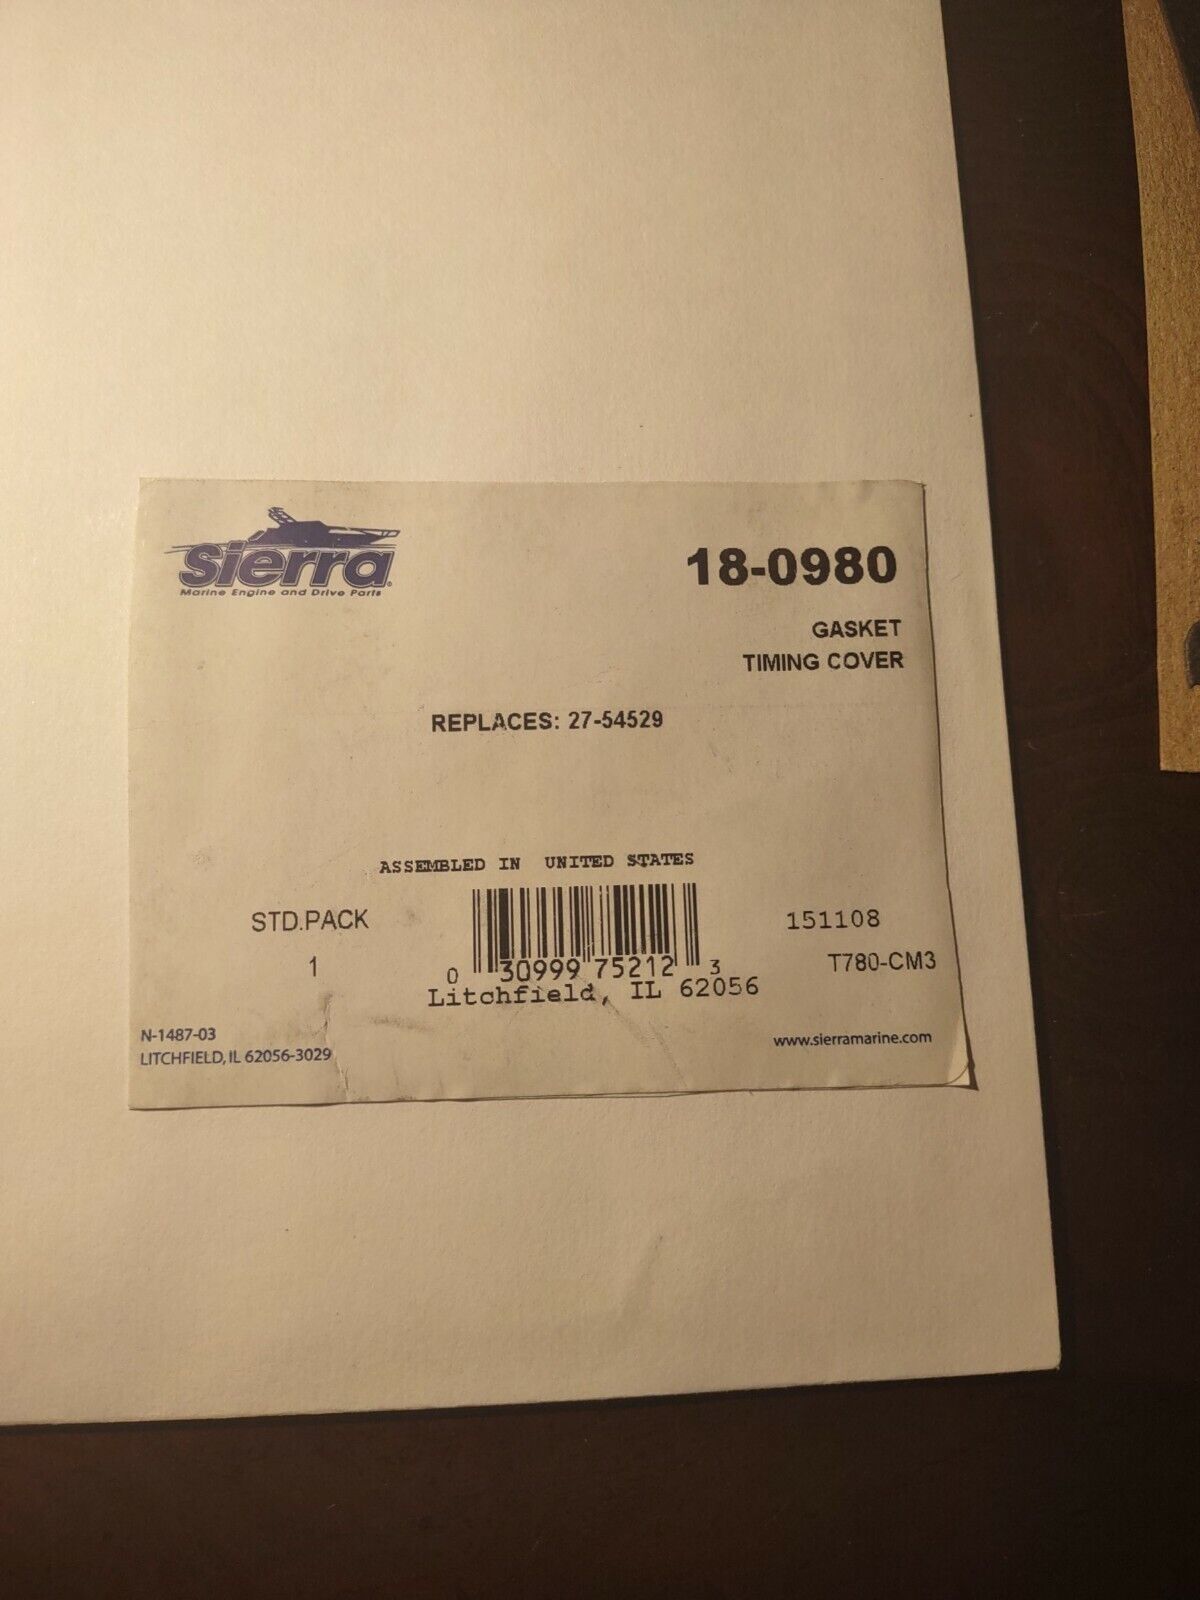 Sierra
Marine Engine and Drive Parts
18-0980
GASKET
TIMING COVER
REPLACES: 27-54529
ASSEMBLED IN UNITED STATES
STD.PACK
1
151108
T780-CM3
0 30999 75212 3
Litchfield, IL 62056
N-1487-03
LITCHFIELD, IL 62056-3029
www.sierramarine.com